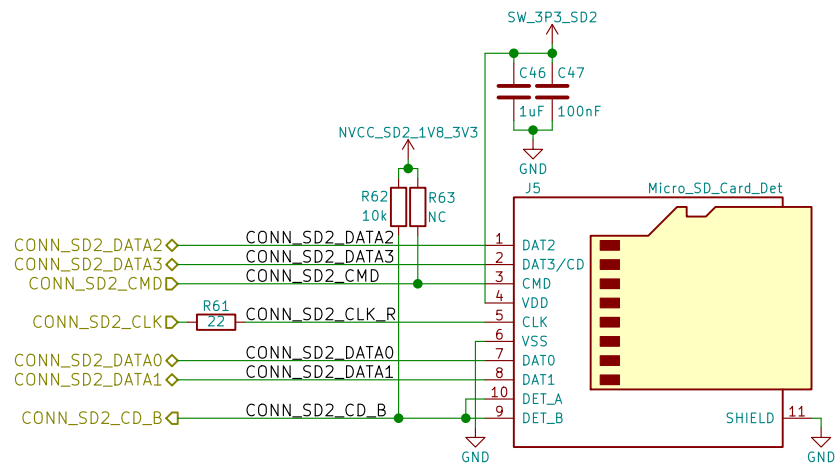 SW_3P3_SD2
C46 C47
1uF 100nF
NVCC_SD2_1V8_3V3
GND
J5 Micro_SD_Card_Det
R62 R63
10k NC
CONN_SD2_DATA2 CONN_SD2_DATA2 1 DAT2
CONN_SD2_DATA3 CONN_SD2_DATA3 2 DAT3/CD
CONN_SD2_CMD CONN_SD2_CMD 3 CMD
4 VDD
R61
CONN_SD2_CLK 22 CONN_SD2_CLK_R 5 CLK
6 VSS
CONN_SD2_DATA0 CONN_SD2_DATA0 7 DAT0
CONN_SD2_DATA1 CONN_SD2_DATA1 8 DAT1
10 DET_A
CONN_SD2_CD_B CONN_SD2_CD_B 9 DET_B SHIELD 11
GND GND